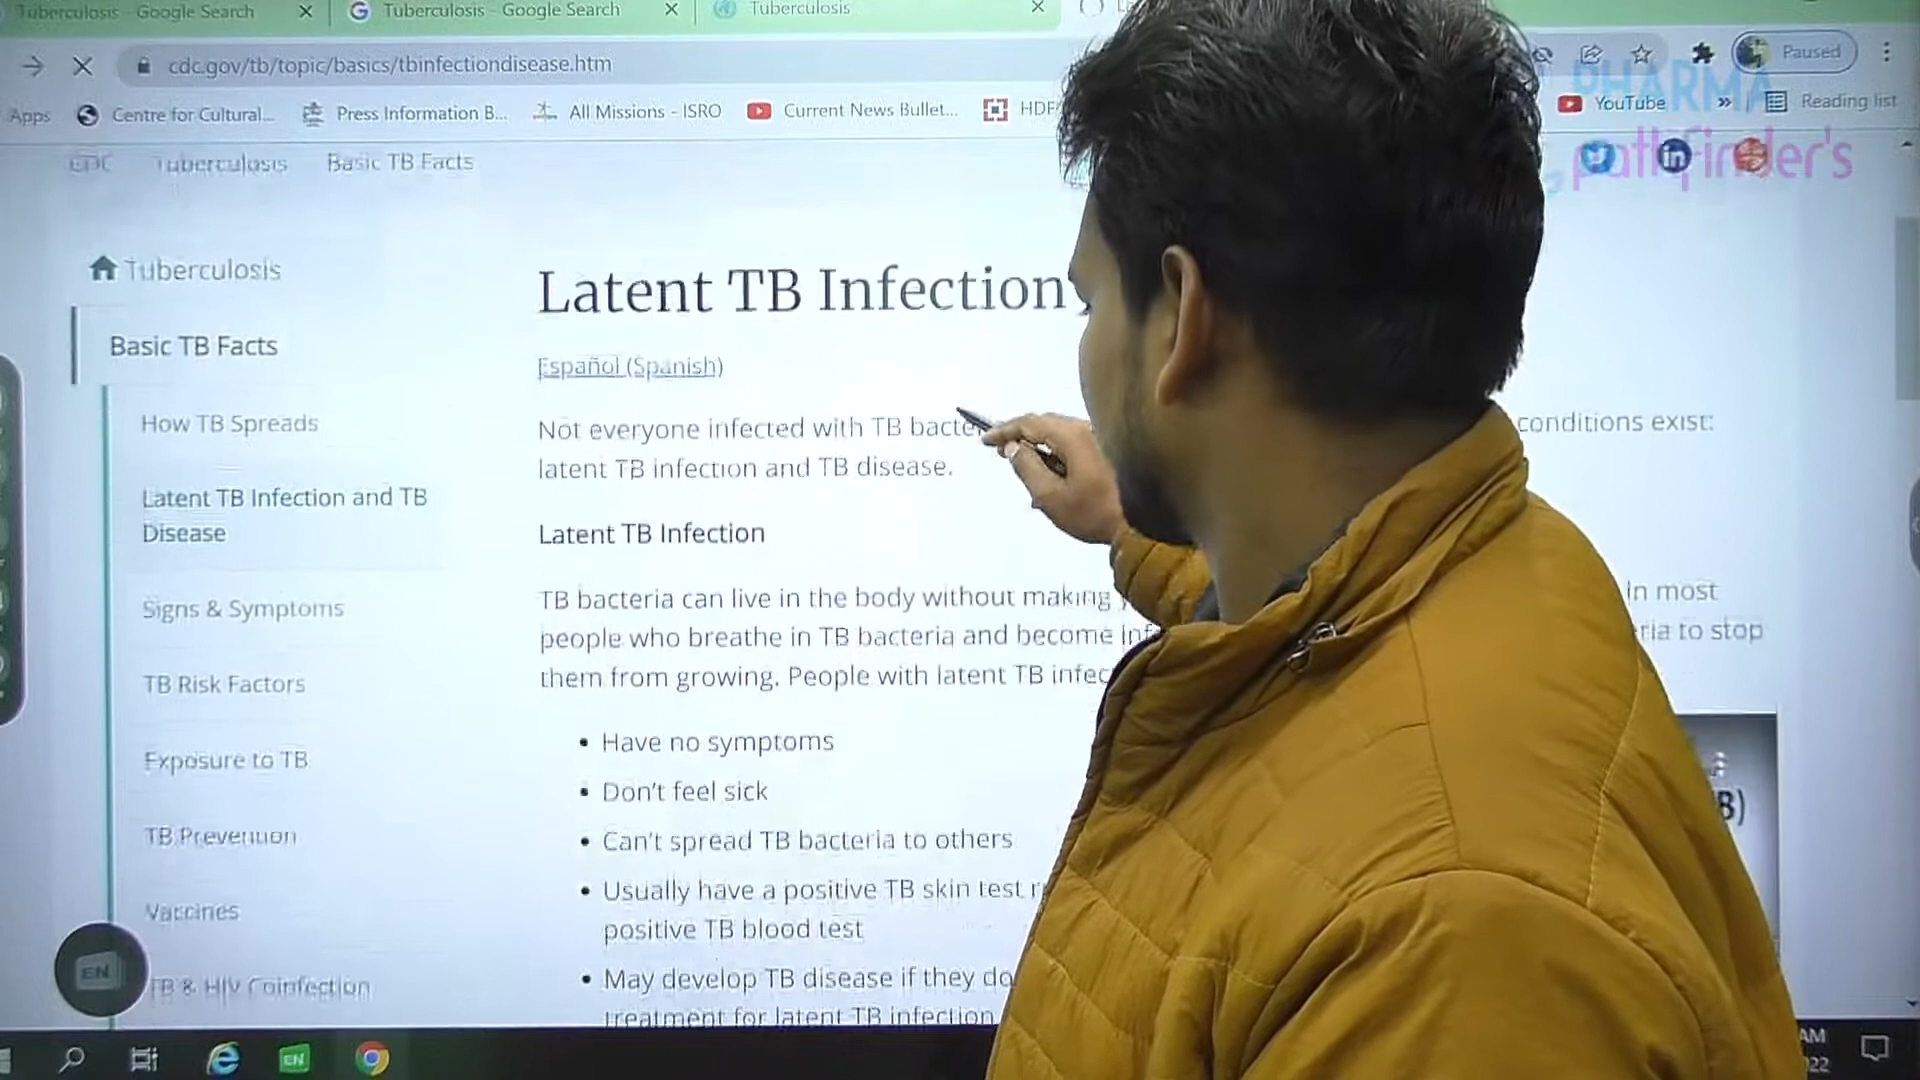 Tuberculosis - Google Search
Tuberculosis - Google Search
Tuberculosis
cdc.gov/tb/topic/basics/tbinfectiondisease.htm
Paused
Apps
Centre for Cultural...
Press Information B...
All Missions - ISRO
Current News Bullet...
YouTube
»
Reading list
PHARMA
pathfinder's
CDC
Tuberculosis
Basic TB Facts
Tuberculosis
Basic TB Facts
How TB Spreads
Latent TB Infection and TB
Disease
Signs & Symptoms
TB Risk Factors
Exposure to TB
TB Prevention
Vaccines
TB & HIV Coinfection
Latent TB Infection
Español (Spanish)
Not everyone infected with TB conditions exist:
latent TB infection and TB disease.
Latent TB Infection
TB bacteria can live in the body without making In most
people who breathe in TB bacteria and become to stop
them from growing. People with latent TB
• Have no symptoms
• Don't feel sick
• Can't spread TB bacteria to others
• Usually have a positive TB skin test
positive TB blood test
• May develop TB disease if they
treatment for latent TB infection
B)
EN
EN
AM